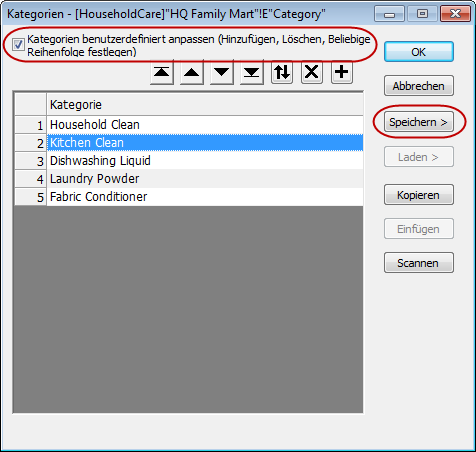 Kategorien - [HouseholdCare]"HQ Family Mart"!E"Category"
Kategorien benutzerdefiniert anpassen (Hinzufügen, Löschen, Beliebige
Reihenfolge festlegen)
OK
Abbrechen
Speichern >
Laden >
Kopieren
Einfügen
Scannen
Kategorie
1 Household Clean
2 Kitchen Clean
3 Dishwashing Liquid
4 Laundry Powder
5 Fabric Conditioner